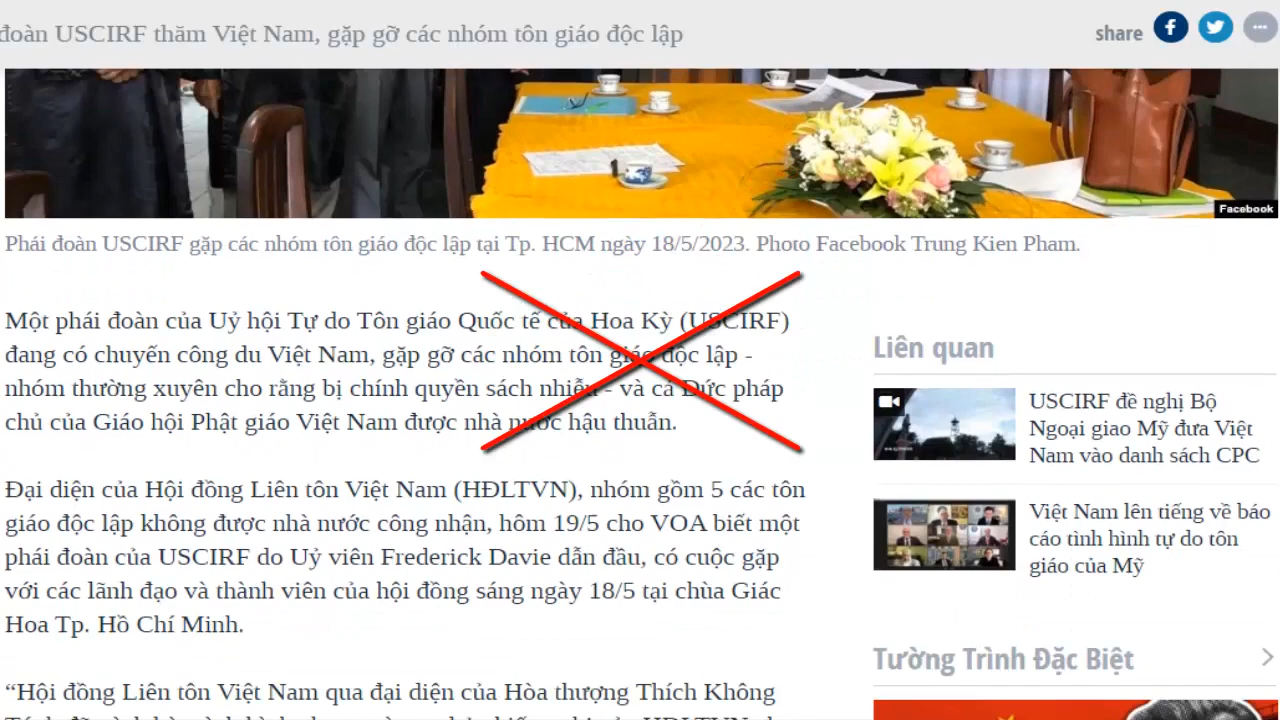 đoàn USCIRF thăm Việt Nam, gặp gỡ các nhóm tôn giáo độc lập
share
Facebook
Phái đoàn USCIRF gặp các nhóm tôn giáo độc lập tại Tp. HCM ngày 18/5/2023. Photo Facebook Trung Kien Pham.
Một phái đoàn của Uỷ hội Tự do Tôn giáo Quốc tế của Hoa Kỳ (USCIRF)
đang có chuyến công du Việt Nam, gặp gỡ các nhóm tôn giáo độc lập -
nhóm thường xuyên cho rằng bị chính quyền sách nhiễu - và cả Đức pháp
chủ của Giáo hội Phật giáo Việt Nam được nhà nước hậu thuẫn.
Đại diện của Hội đồng Liên tôn Việt Nam (HĐLTVN), nhóm gồm 5 các tôn
giáo độc lập không được nhà nước công nhận, hôm 19/5 cho VOA biết một
phái đoàn của USCIRF do Uỷ viên Frederick Davie dẫn đầu, có cuộc gặp
với các lãnh đạo và thành viên của hội đồng sáng ngày 18/5 tại chùa Giác
Hoa Tp. Hồ Chí Minh.
“Hội đồng Liên tôn Việt Nam qua đại diện của Hòa thượng Thích Không
Liên quan
USCIRF đề nghị Bộ
Ngoại giao Mỹ đưa Việt
Nam vào danh sách CPC
Việt Nam lên tiếng về báo
cáo tình hình tự do tôn
giáo của Mỹ
Tường Trình Đặc Biệt